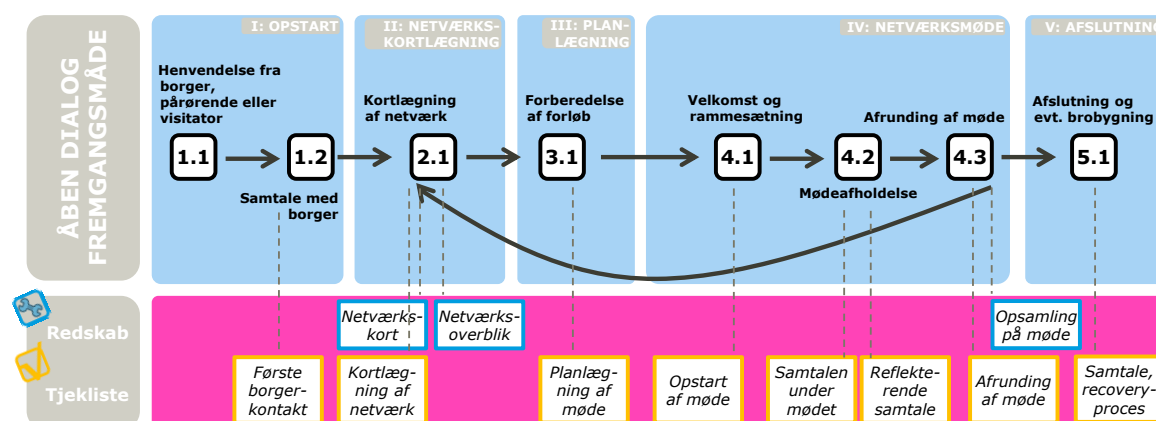 ÅBEN DIALOG
FREMGANGSMÅDE
I: OPSTART
II: NETVÆRKS-
KORTLÆGNING
III: PLAN-
LÆGNING
IV: NETVÆRKSMØDE
V: AFSLUTNING
Henvendelse fra
borger,
pårørende eller
visitator
Kortlægning
af netværk
Forberedelse
af forløb
Velkomst og
rammesætning
Afrunding af møde
Afslutning og
evt. brobygning
1.1
1.2
2.1
3.1
4.1
4.2
4.3
5.1
Samtale med
borger
Mødeafholdelse
Redskab
Netværks-
kort
Netværks-
overblik
Opsamling
på møde
Tjekliste
Første
borger-
kontakt
Kortlæg-
ning af
netværk
Planlæg-
ning af
møde
Opstart
af møde
Samtalen
under
mødet
Reflekte-
rende
samtale
Afrunding
af møde
Samtale,
recovery-
proces